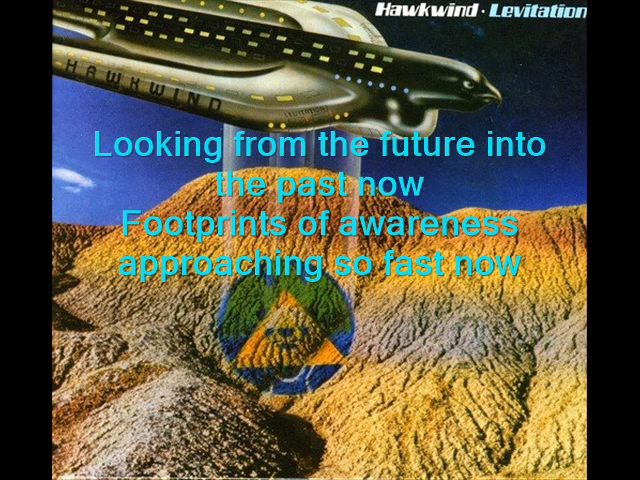 Hawkwind · Levitation
HAWKWIND
Looking from the future into
the past now
Footprints of awareness
approaching so fast now